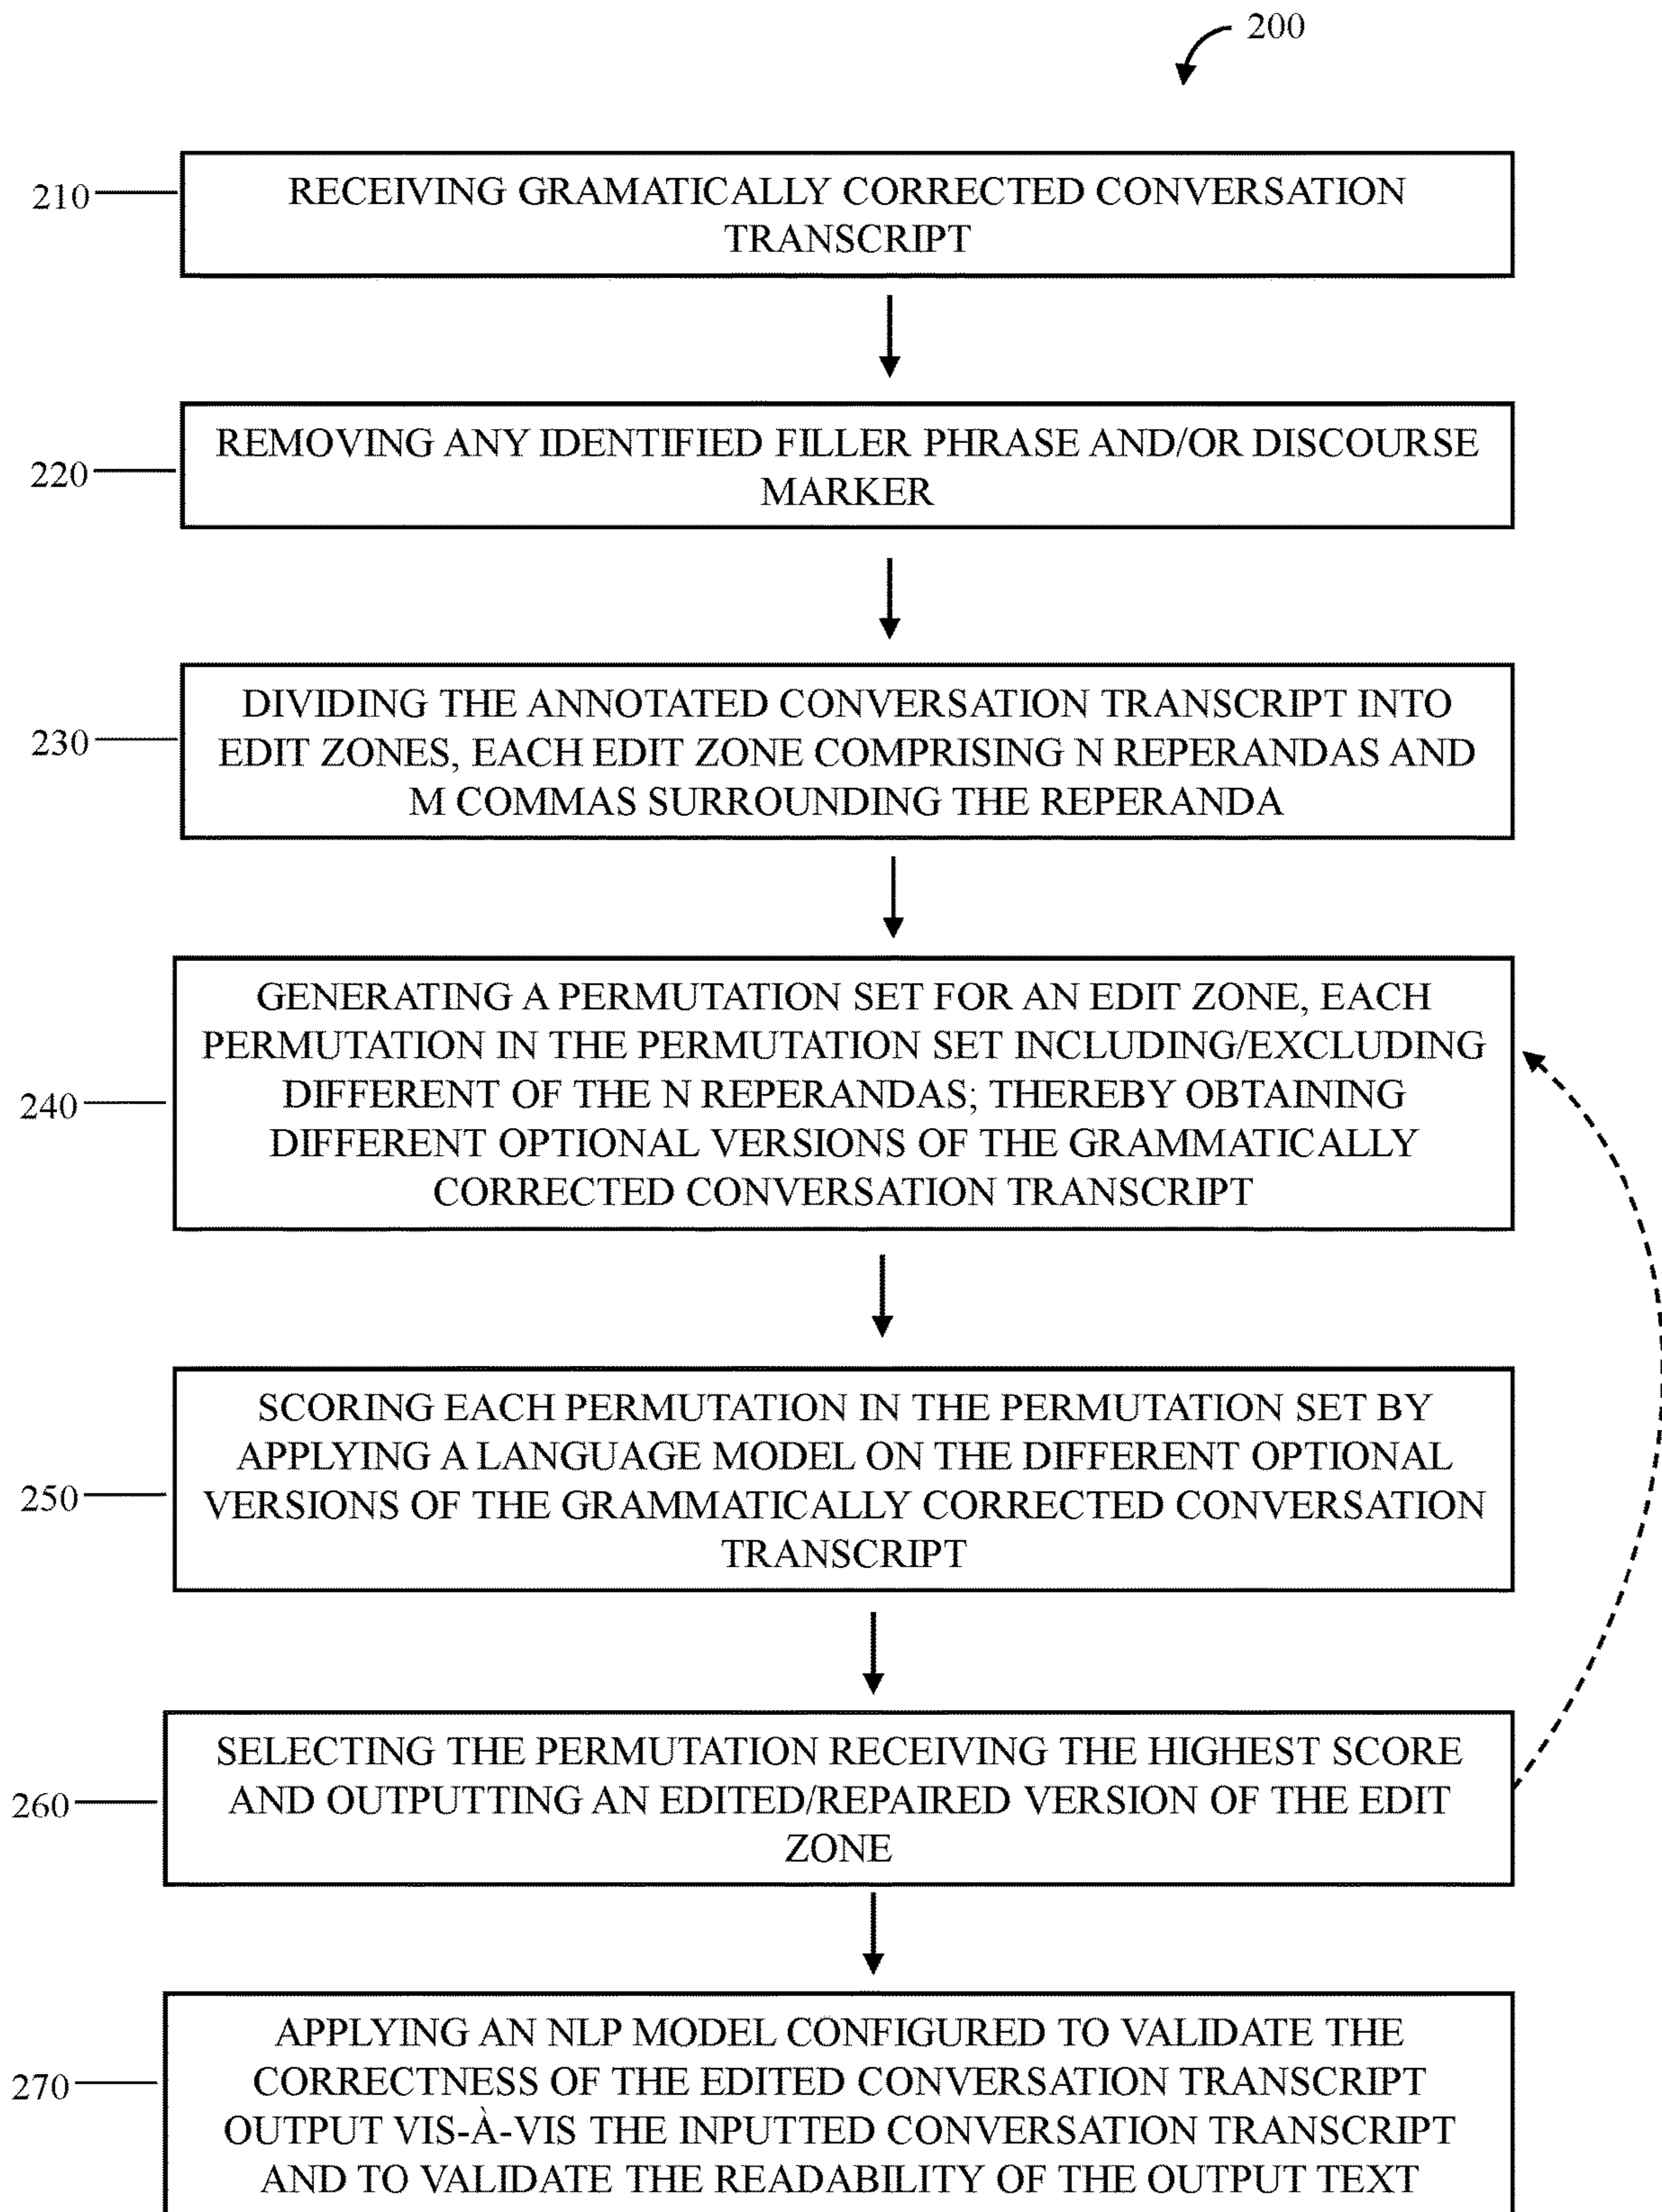 200
210
RECEIVING GRAMATICALLY CORRECTED CONVERSATION
TRANSCRIPT
220
REMOVING ANY IDENTIFIED FILLER PHRASE AND/OR DISCOURSE
MARKER
230
DIVIDING THE ANNOTATED CONVERSATION TRANSCRIPT INTO
EDIT ZONES, EACH EDIT ZONE COMPRISING N REPERANDAS AND
M COMMAS SURROUNDING THE REPERANDA
240
GENERATING A PERMUTATION SET FOR AN EDIT ZONE, EACH
PERMUTATION IN THE PERMUTATION SET INCLUDING/EXCLUDING
DIFFERENT OF THE N REPERANDAS; THEREBY OBTAINING
DIFFERENT OPTIONAL VERSIONS OF THE GRAMMATICALLY
CORRECTED CONVERSATION TRANSCRIPT
250
SCORING EACH PERMUTATION IN THE PERMUTATION SET BY
APPLYING A LANGUAGE MODEL ON THE DIFFERENT OPTIONAL
VERSIONS OF THE GRAMMATICALLY CORRECTED CONVERSATION
TRANSCRIPT
260
SELECTING THE PERMUTATION RECEIVING THE HIGHEST SCORE
AND OUTPUTTING AN EDITED/REPAIRED VERSION OF THE EDIT
ZONE
270
APPLYING AN NLP MODEL CONFIGURED TO VALIDATE THE
CORRECTNESS OF THE EDITED CONVERSATION TRANSCRIPT
OUTPUT VIS-À-VIS THE INPUTTED CONVERSATION TRANSCRIPT
AND TO VALIDATE THE READABILITY OF THE OUTPUT TEXT